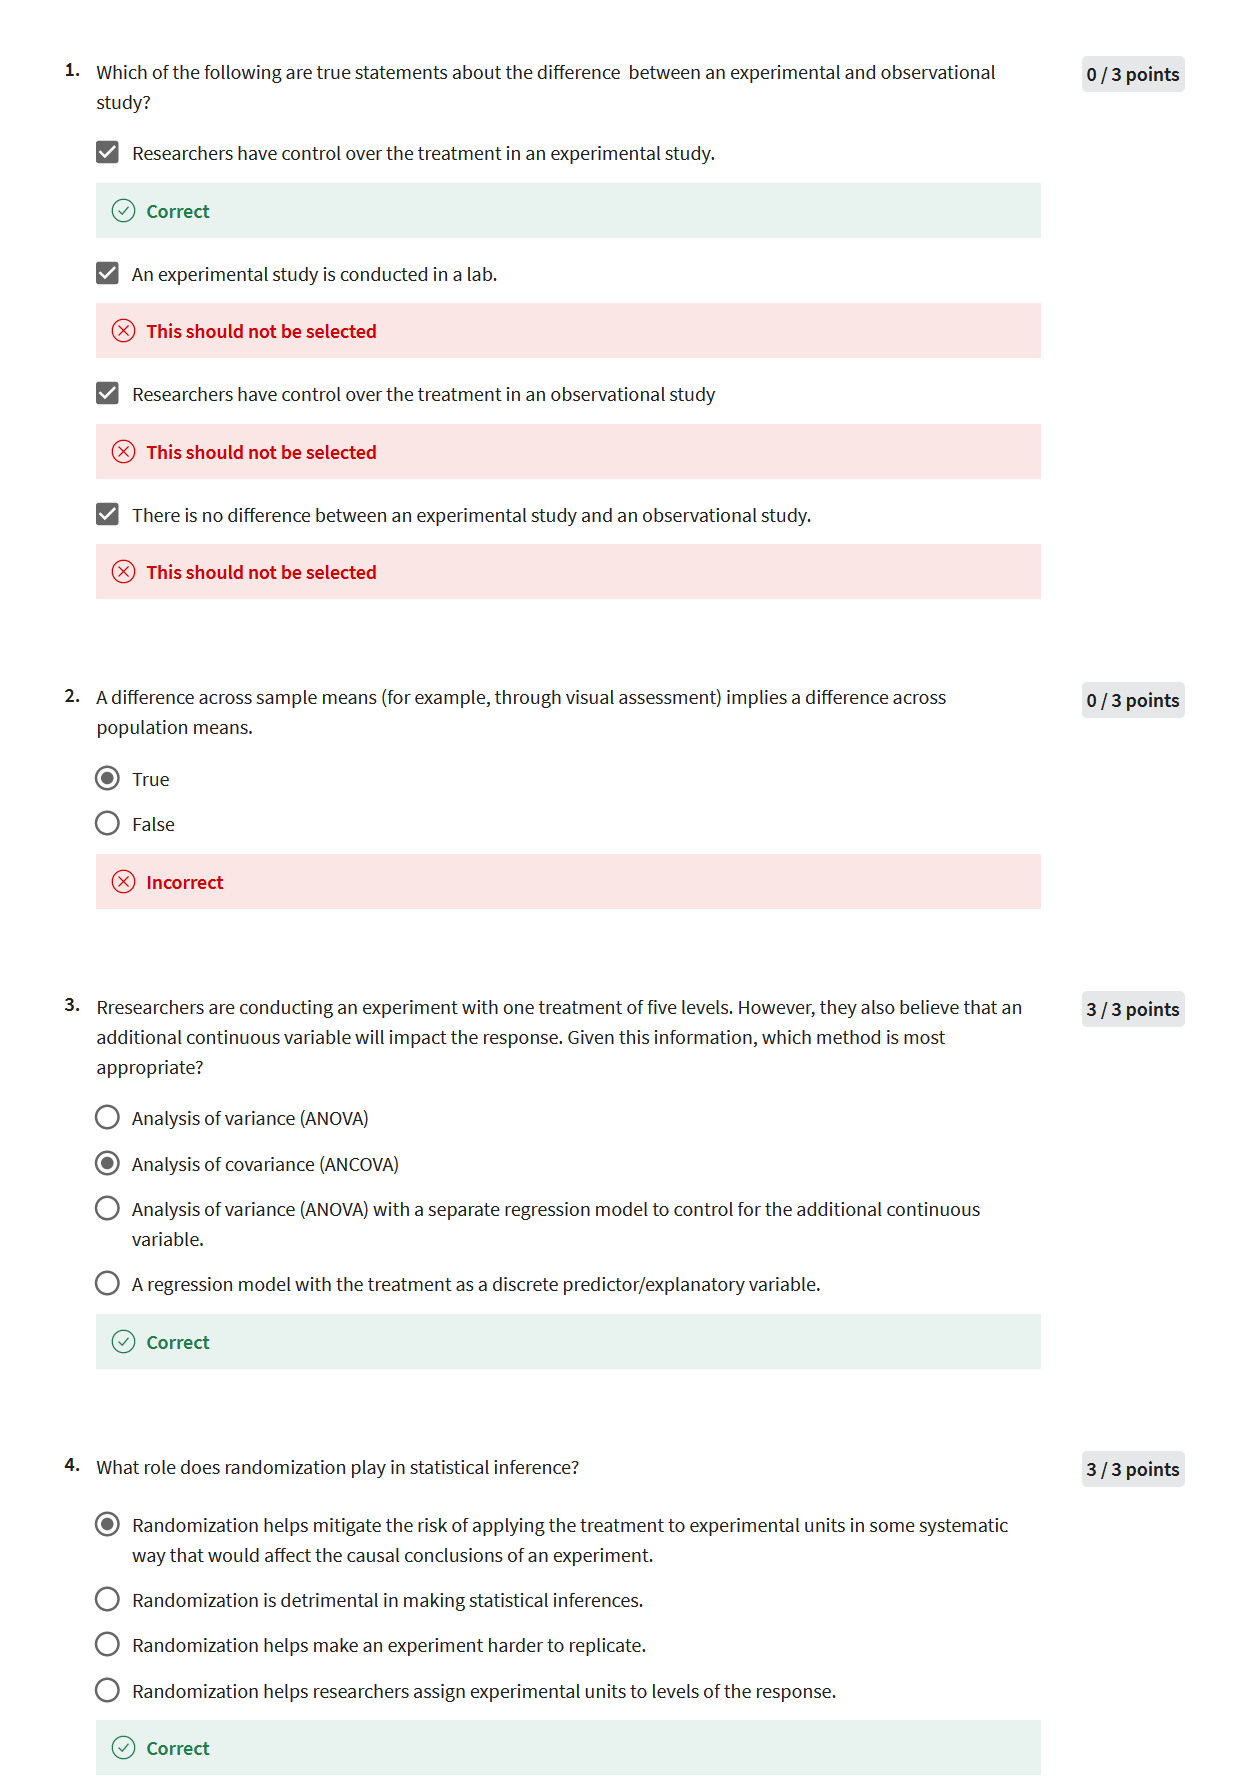 1. Which of the following are true statements about the difference between an experimental and observational
study?
0 / 3 points
Researchers have control over the treatment in an experimental study.
Correct
An experimental study is conducted in a lab.
This should not be selected
Researchers have control over the treatment in an observational study
This should not be selected
There is no difference between an experimental study and an observational study.
This should not be selected
2. A difference across sample means (for example, through visual assessment) implies a difference across
population means.
0 / 3 points
True
False
Incorrect
3. Rresearchers are conducting an experiment with one treatment of five levels. However, they also believe that an
additional continuous variable will impact the response. Given this information, which method is most
appropriate?
3 / 3 points
Analysis of variance (ANOVA)
Analysis of covariance (ANCOVA)
Analysis of variance (ANOVA) with a separate regression model to control for the additional continuous
variable.
A regression model with the treatment as a discrete predictor/explanatory variable.
Correct
4. What role does randomization play in statistical inference?
3 / 3 points
Randomization helps mitigate the risk of applying the treatment to experimental units in some systematic
way that would affect the causal conclusions of an experiment.
Randomization is detrimental in making statistical inferences.
Randomization helps make an experiment harder to replicate.
Randomization helps researchers assign experimental units to levels of the response.
Correct